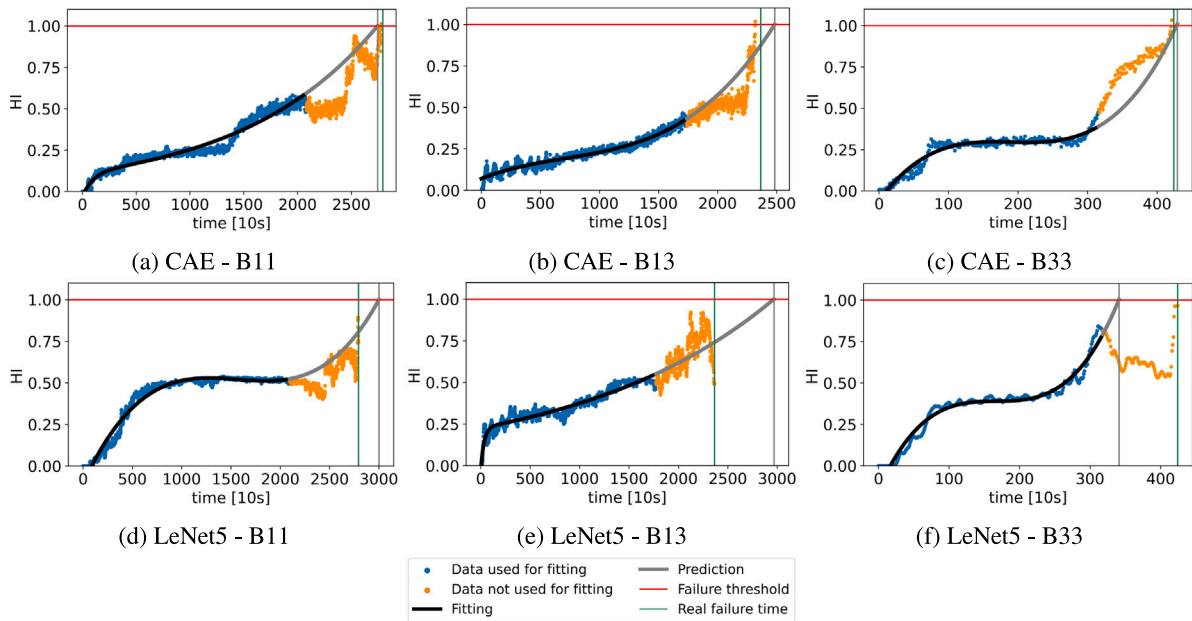 1.00
0.75
HI
0.50
0.25
0.00
0 500 1000 1500 2000 2500
time [10s]
(a) CAE - B11
1.00
0.75
HI
0.50
0.25
0.00
0 500 1000 1500 2000 2500
time [10s]
(b) CAE - B13
1.00
0.75
HI
0.50
0.25
0.00
0 100 200 300 400
time [10s]
(c) CAE - B33
1.00
0.75
HI
0.50
0.25
0.00
0 500 1000 1500 2000 2500 3000
time [10s]
(d) LeNet5 - B11
1.00
0.75
HI
0.50
0.25
0.00
0 500 1000 1500 2000 2500 3000
time [10s]
(e) LeNet5 - B13
1.00
0.75
HI
0.50
0.25
0.00
0 100 200 300 400
time [10s]
(f) LeNet5 - B33
Data used for fitting
Data not used for fitting
Fitting
Prediction
Failure threshold
Real failure time